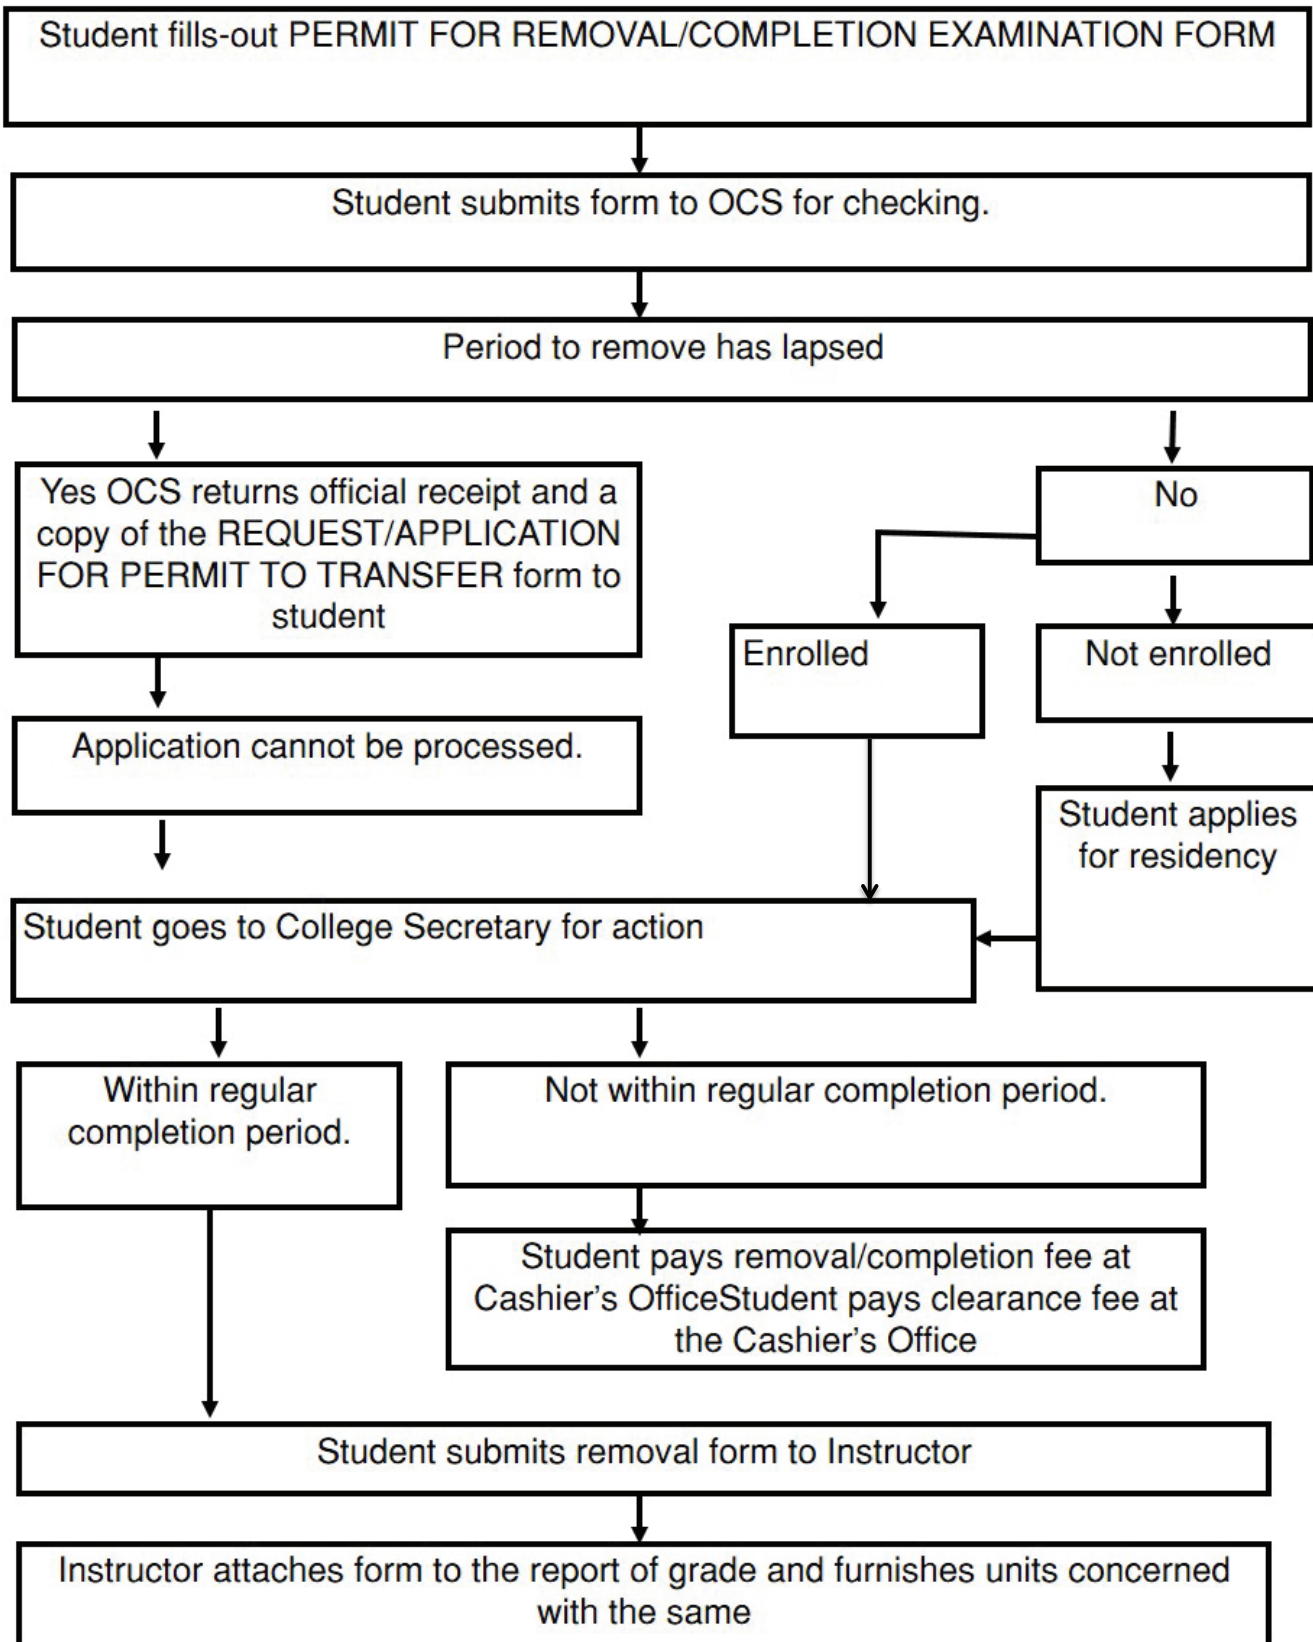 Student fills-out PERMIT FOR REMOVAL/COMPLETION EXAMINATION FORM
Student submits form to OCS for checking.
Period to remove has lapsed
Yes OCS returns official receipt and a
copy of the REQUEST/APPLICATION
FOR PERMIT TO TRANSFER form to
student
No
Enrolled
Not enrolled
Application cannot be processed.
Student applies
for residency
Student goes to College Secretary for action
Within regular
completion period.
Not within regular completion period.
Student pays removal/completion fee at
Cashier’s OfficeStudent pays clearance fee at
the Cashier’s Office
Student submits removal form to Instructor
Instructor attaches form to the report of grade and furnishes units concerned
with the same